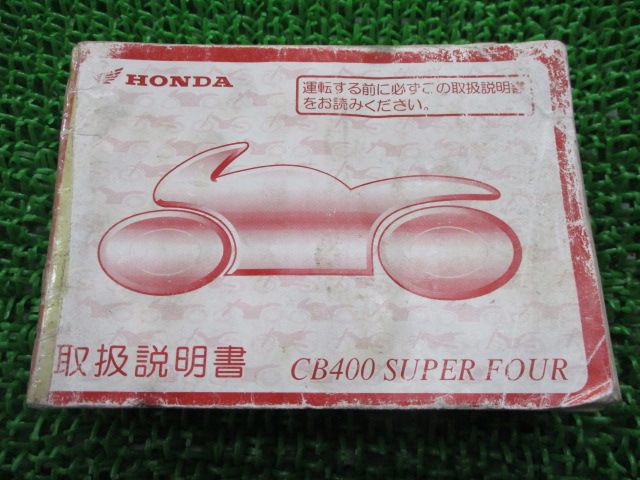 HONDA
運転する前に必ずこの取扱説明書
をお読みください。
取扱説明書
CB400 SUPER FOUR